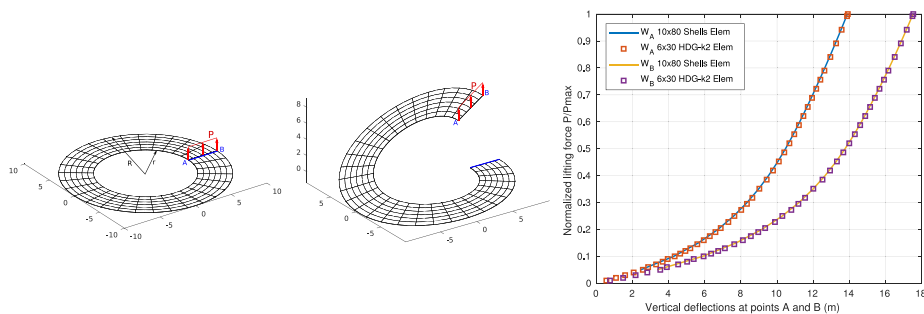 P
A
B
R
r
10
5
0
-5
-10
-10
-5
0
5
10
P
A
B
8
6
4
2
0
-5
0
5
-5
0
5
Normalized lifting force P/Pmax
1
0.9
0.8
0.7
0.6
0.5
0.4
0.3
0.2
0.1
0
W_A 10x80 Shells Elem
W_A 6x30 HDG-k2 Elem
W_B 10x80 Shells Elem
W_B 6x30 HDG-k2 Elem
0 2 4 6 8 10 12 14 16 18
Vertical deflections at points A and B (m)